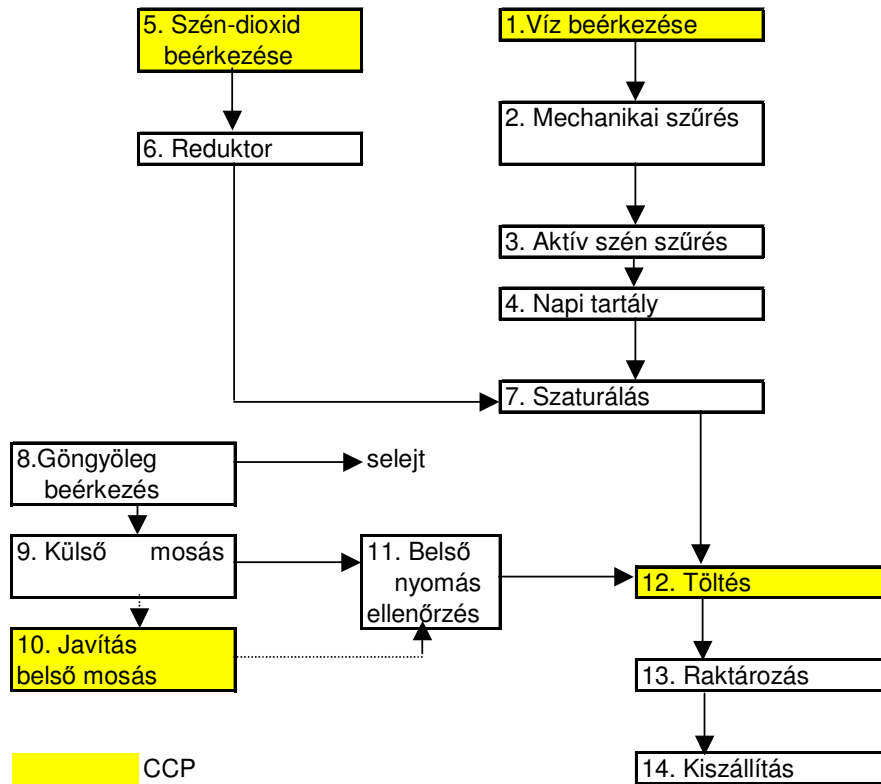 5. Szén-dioxid
beérkezése
1.Víz beérkezése
2. Mechanikai szűrés
6. Reduktor
3. Aktív szén szűrés
4. Napi tartály
7. Szaturálás
8.Göngyöleg
beérkezés
selejt
9. Külső mosás
11. Belső
nyomás
ellenőrzés
12. Töltés
10. Javítás
belső mosás
13. Raktározás
14. Kiszállítás
CCP